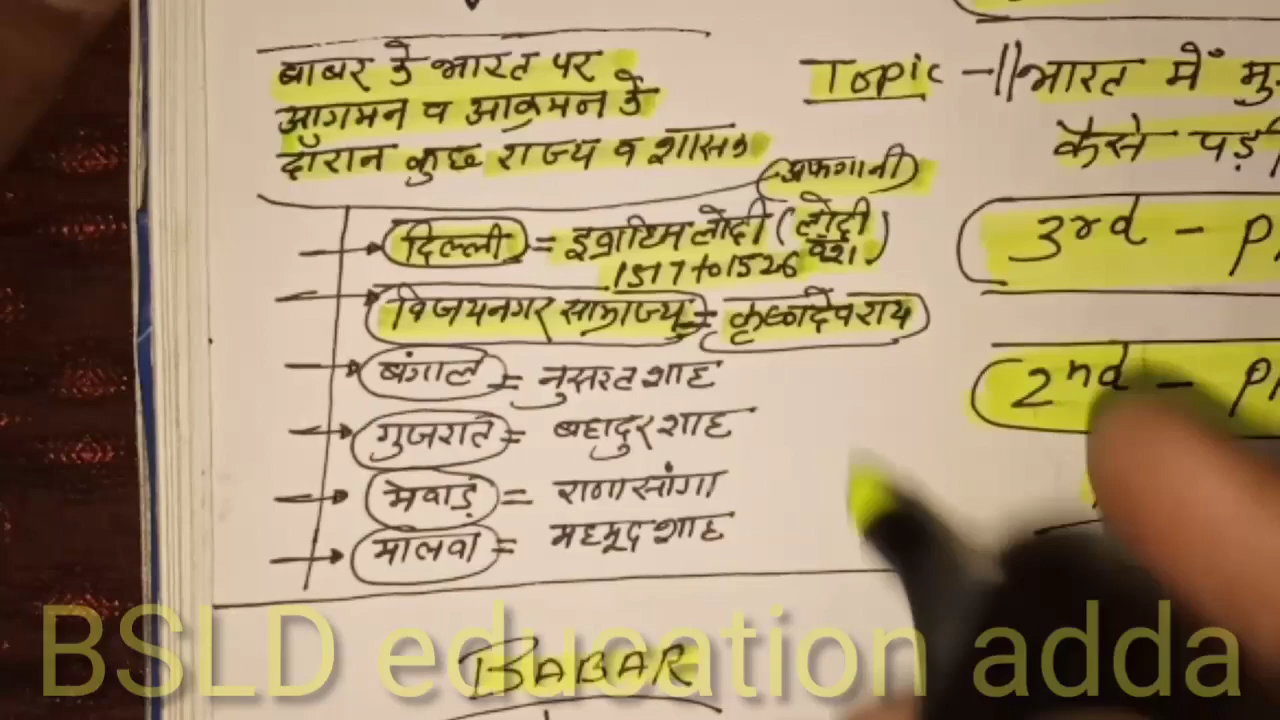 बाबर के भारत पर
आगमन व आक्रमन के
दौरान कुछ राज्य व शासक
(अफगानी)
दिल्ली = इब्राहिम लोदी (लोदी वंश)
1517 to 1526
विजयनगर साम्राज्य = कृष्णदेवराय
बंगाल = नुसरत शाह
गुजरात = बहादुर शाह
मेवाड़ = राणा सांगा
मालवा = महमूद शाह
BABAR
Topic - भारत में मु
कैसे पड़ी
3rd - P
2nd - P
BSLD education adda